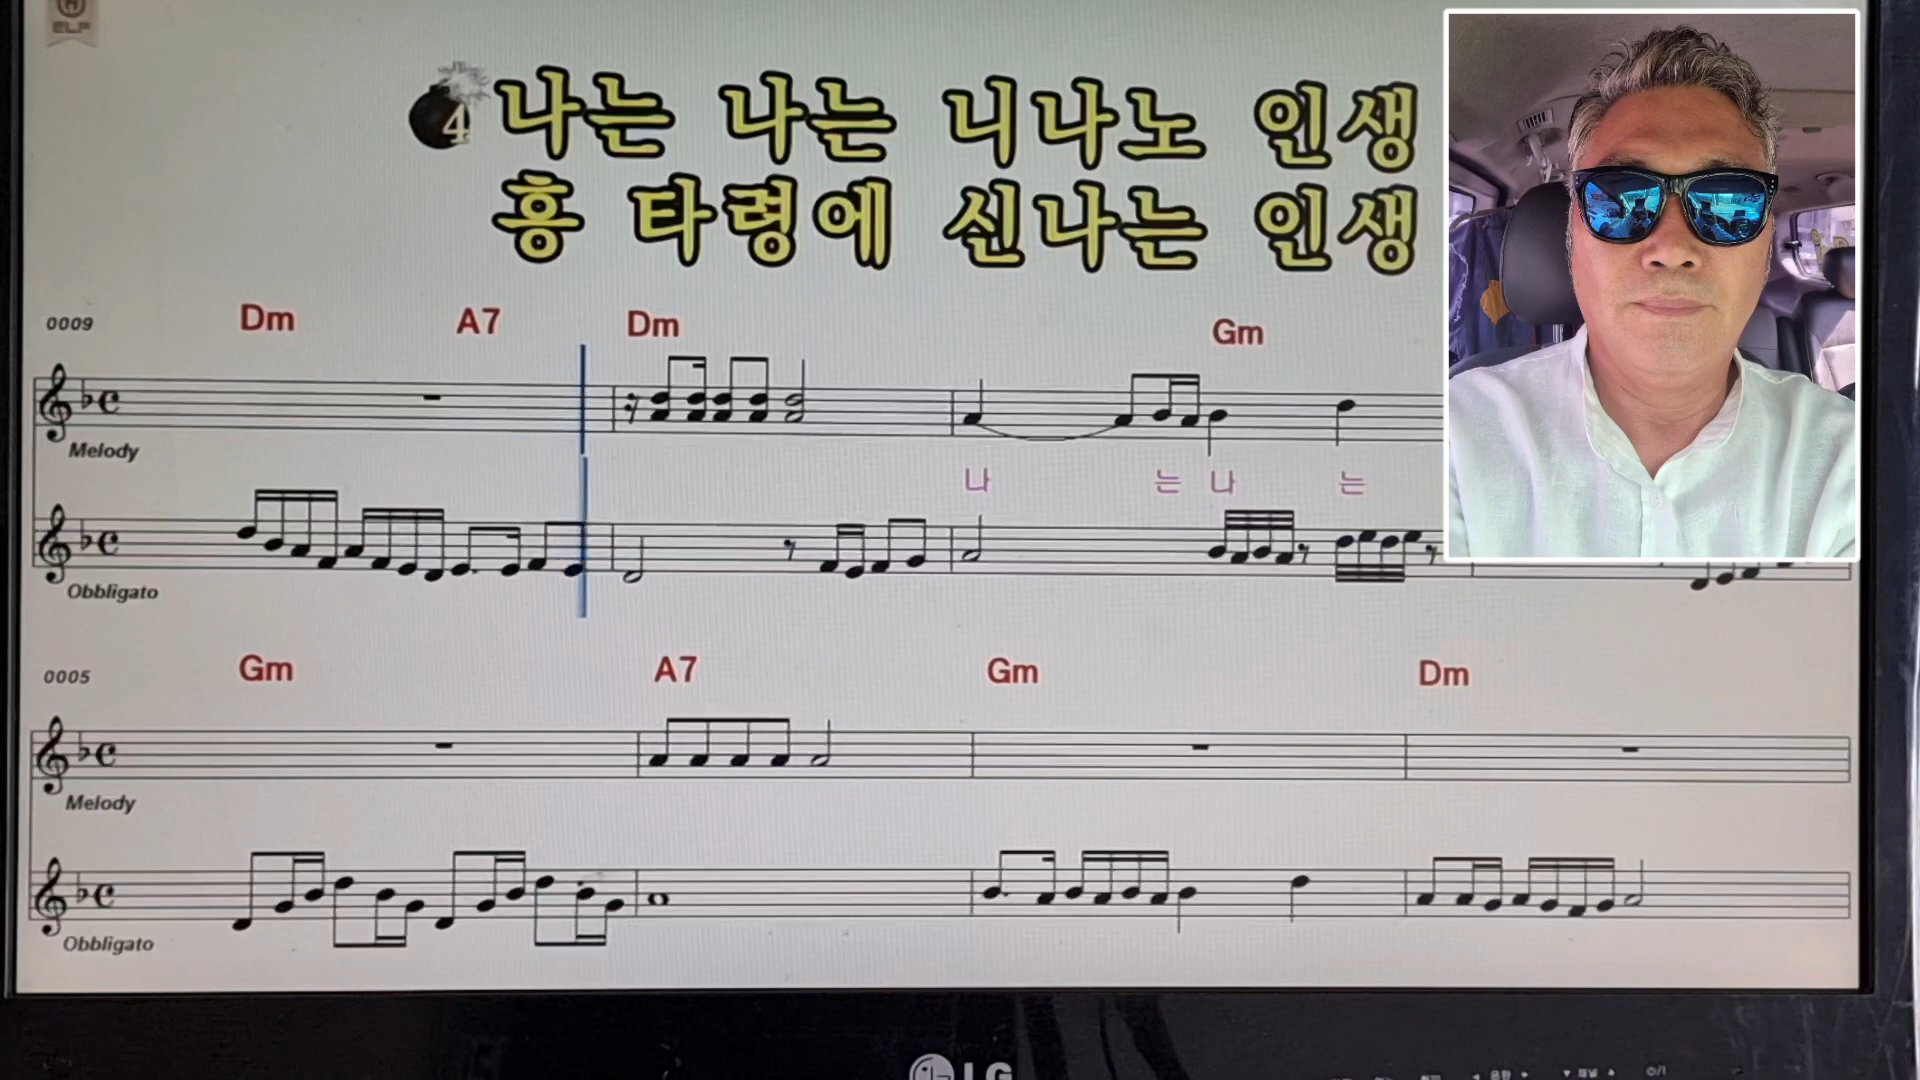 ELF
4
나는 나는 니나노 인생
흥 타령에 신나는 인생
0009 Dm A7 Dm Gm
Melody
나 는 나 는
Obbligato
0005 Gm A7 Gm Dm
Melody
Obbligato
LG